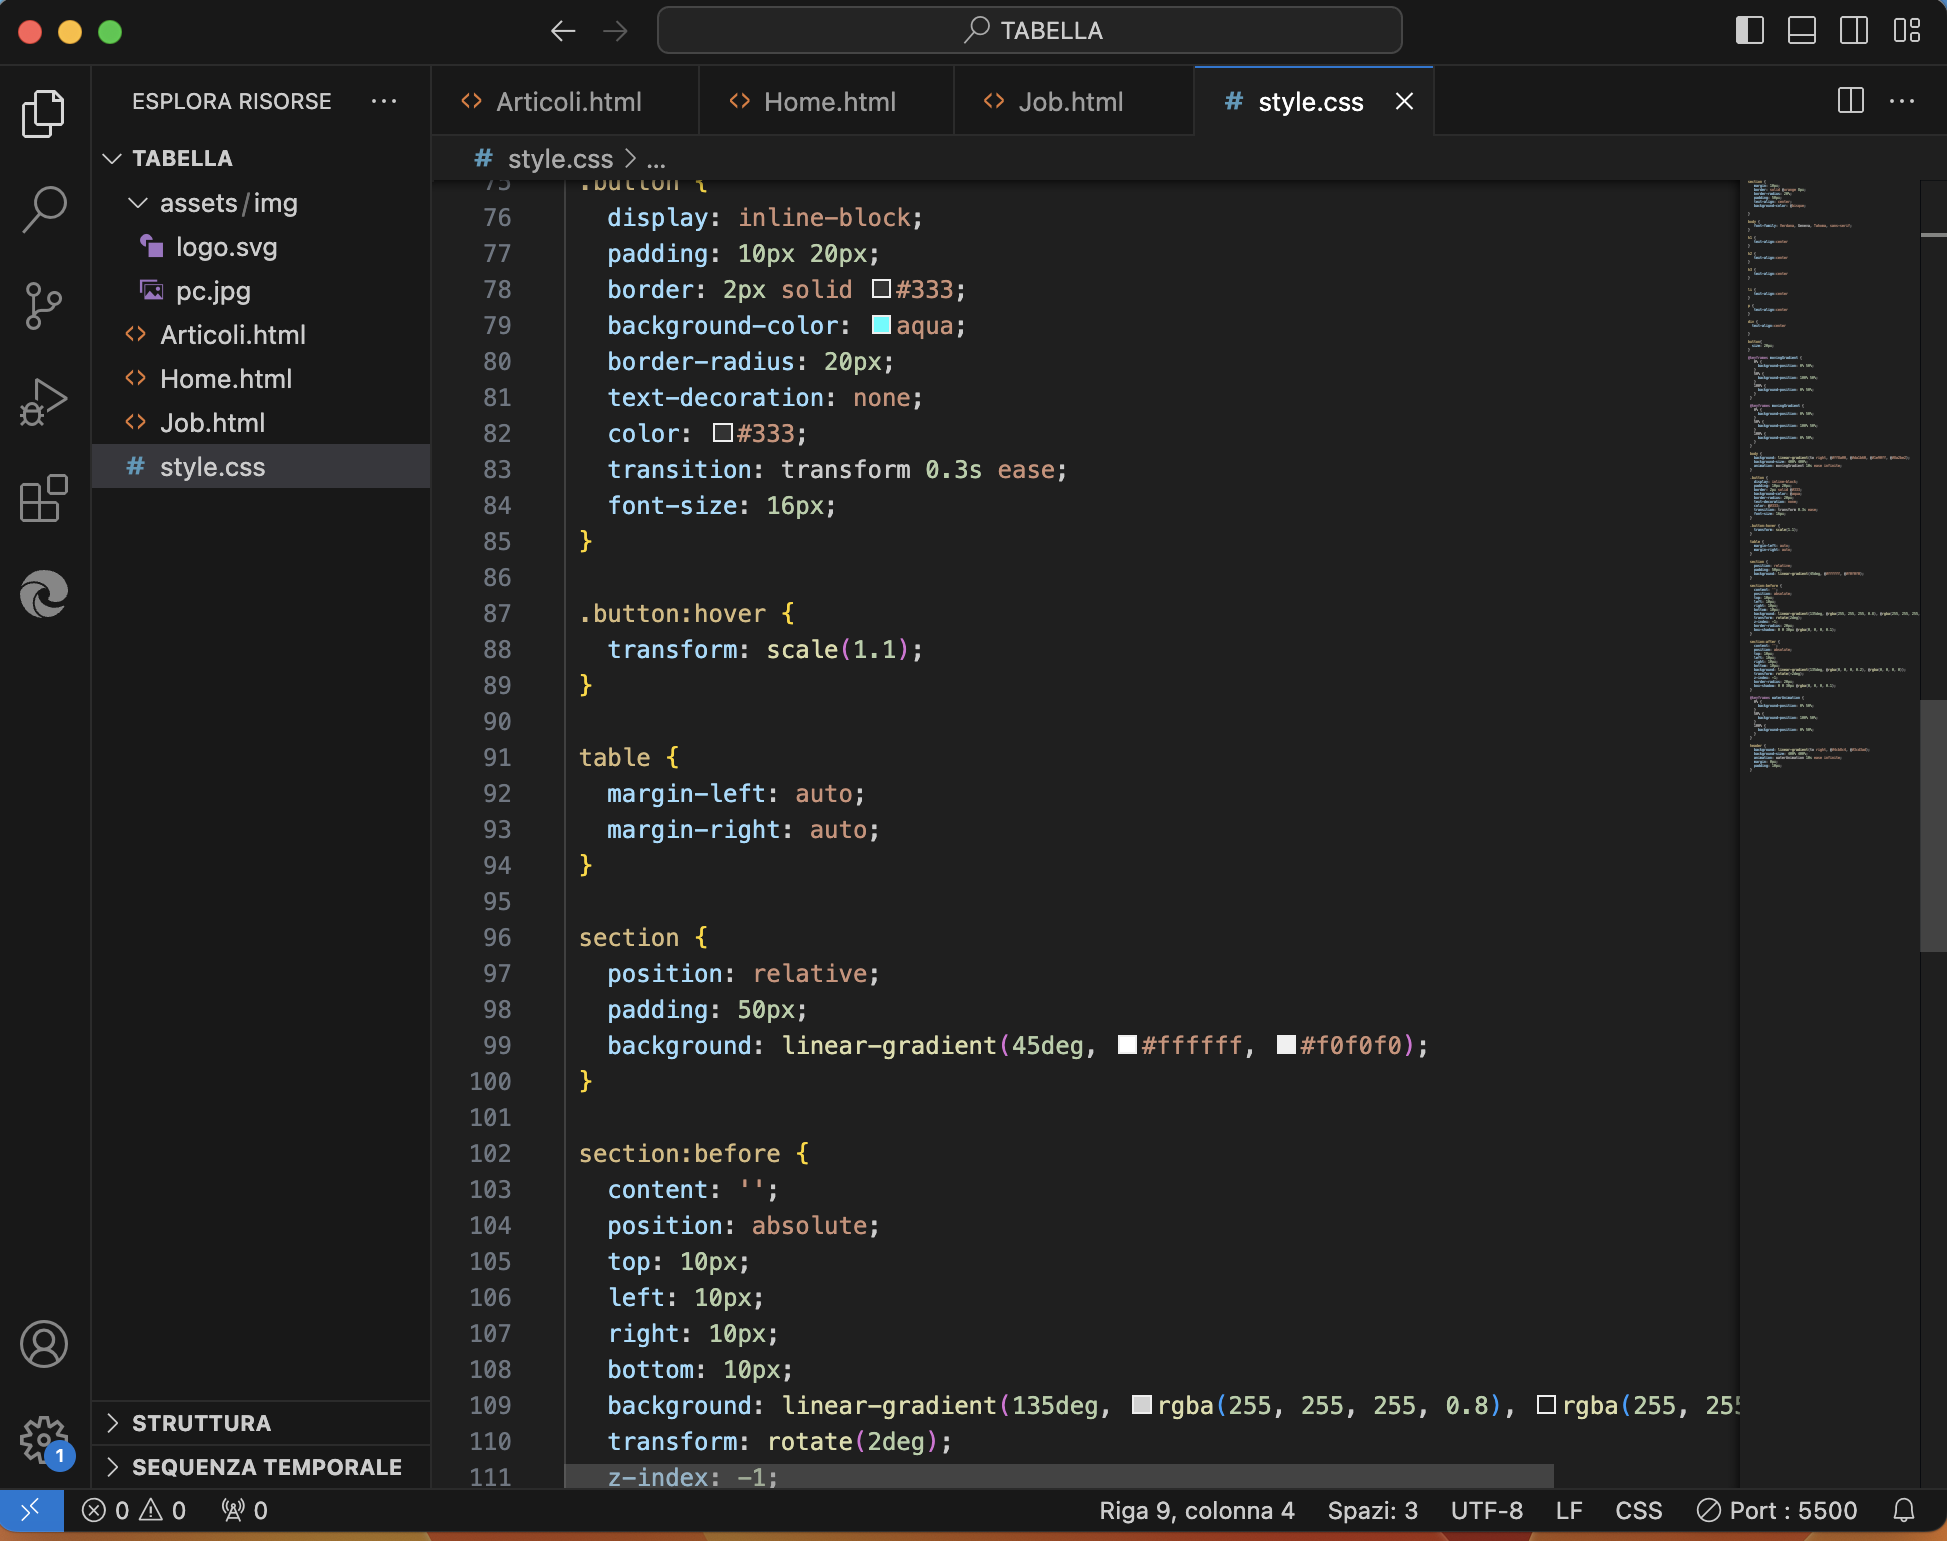 TABELLA
ESPLORA RISORSE
Articoli.html
Home.html
Job.html
# style.css
TABELLA
# style.css > ...
assets/img
logo.svg
pc.jpg
Articoli.html
Home.html
Job.html
# style.css
75 .button {
76 display: inline-block;
77 padding: 10px 20px;
78 border: 2px solid #333;
79 background-color: aqua;
80 border-radius: 20px;
81 text-decoration: none;
82 color: #333;
83 transition: transform 0.3s ease;
84 font-size: 16px;
85 }
86
87 .button:hover {
88 transform: scale(1.1);
89 }
90
91 table {
92 margin-left: auto;
93 margin-right: auto;
94 }
95
96 section {
97 position: relative;
98 padding: 50px;
99 background: linear-gradient(45deg, #ffffff, #f0f0f0);
100 }
101
102 section:before {
103 content: '';
104 position: absolute;
105 top: 10px;
106 left: 10px;
107 right: 10px;
108 bottom: 10px;
109 background: linear-gradient(135deg, rgba(255, 255, 255, 0.8), rgba(255, 255
110 transform: rotate(2deg);
111 z-index: -1;
STRUTTURA
SEQUENZA TEMPORALE
1
0 0 0
Riga 9, colonna 4
Spazi: 3
UTF-8
LF
CSS
Port : 5500